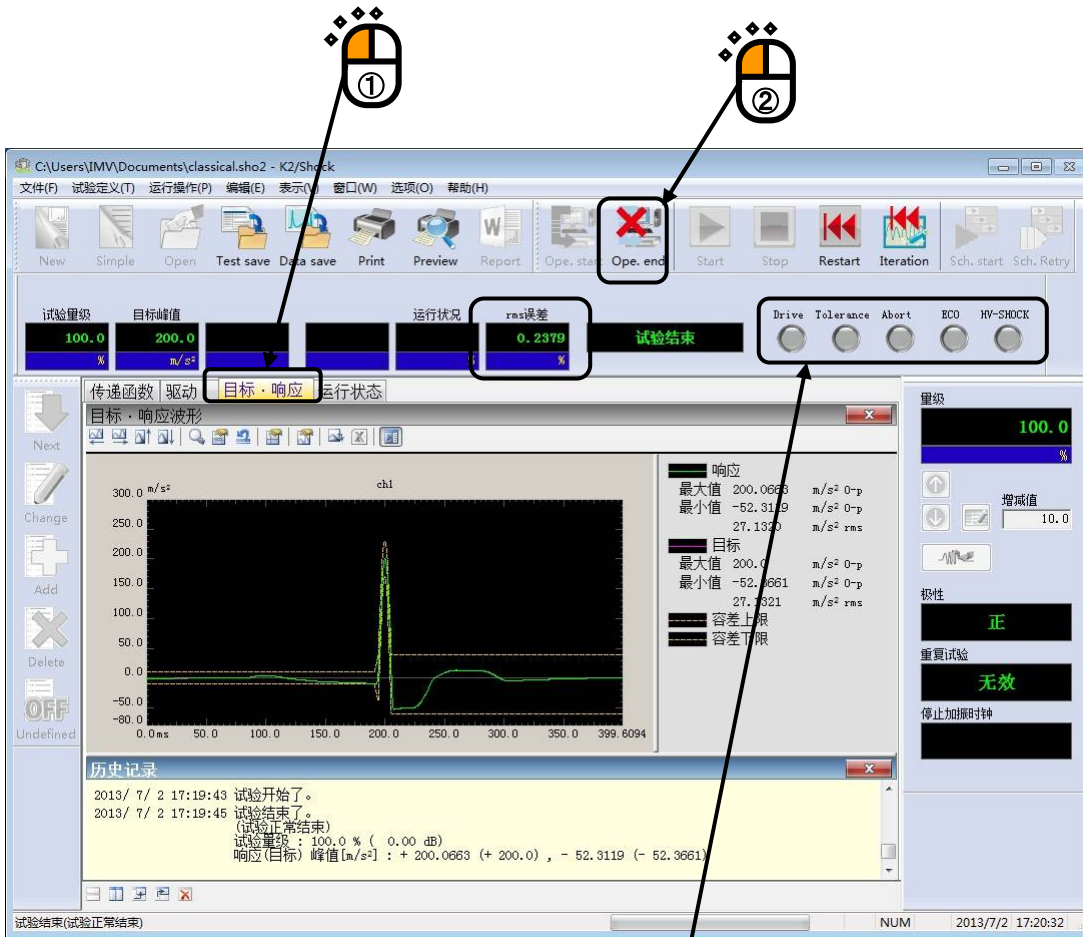 ①
②
C:\Users\IMV\Documents\classical.sho2 - K2/Shock
文件(F) 试验定义(T) 运行操作(P) 编辑(E) 表示(V) 窗口(W) 选项(O) 帮助(H)
New Simple Open Test save Data save Print Preview Report Ope. start Ope. end Start Stop Restart Iteration Sch. start Sch. Retry
试验量级 目标峰值 运行状况 rms误差 Drive Tolerance Abort ECO HV-SHOCK
100.0 200.0 0.2379 试验结束
% m/s² % %
传递函数 驱动 目标・响应 运行状态
目标・响应波形
Next
Change
Add
Delete
OFF
Undefined
ch1
300.0 m/s²
250.0
200.0
150.0
100.0
50.0
0.0
-50.0
-80.0
0.0ms 50.0 100.0 150.0 200.0 250.0 300.0 350.0 399.6094
响应
最大值 200.0663 m/s² 0-p
最小值 -52.3119 m/s² 0-p
27.1320 m/s² rms
目标
最大值 200.0 m/s² 0-p
最小值 -52.3661 m/s² 0-p
27.1321 m/s² rms
容差上限
容差下限
量级
100.0
%
增减值
10.0
极性
正
重复试验
无效
停止加振时钟
历史记录
2013/ 7/ 2 17:19:43 试验开始了。
2013/ 7/ 2 17:19:45 试验结束了。
(试验正常结束)
试验量级 : 100.0 % ( 0.00 dB)
响应(目标) 峰值[m/s²] : + 200.0663 (+ 200.0) , - 52.3119 (- 52.3661)
试验结束(试验正常结束) NUM 2013/7/2 17:20:32